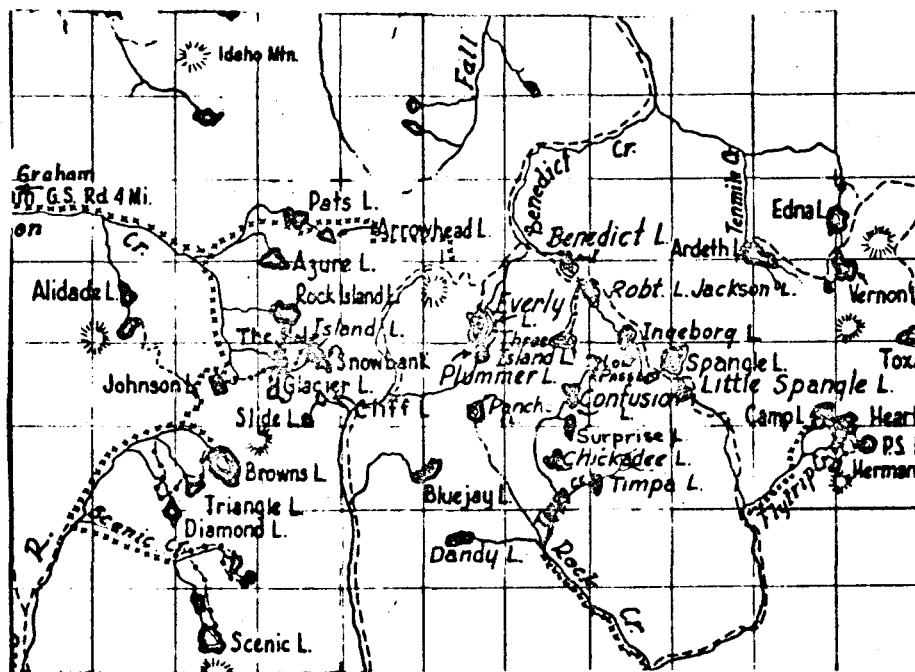 Idaho Mtn.
Fall
Cr.
Benedict
Graham
G.S. Rd. 4 Mi.
on
Cr.
Pats L.
Arrowhead L.
Azure L.
Benedict L.
Tenmile Cr.
Edna L.
Ardeth L.
Vernon
Alidade L.
Rock Island L.
Everly L.
Robt. L. Jackson L.
The Island L.
Snowbank
Three Island L.
Ingeborg L.
Tox
Johnson L.
Glacier L.
Plummer L.
Low Pass
Spangle L.
Little Spangle L.
Slide L.
Cliff L.
Confusion L.
Camp L.
Heart
Surprise L.
P.S.
Browns L.
Chickadee L.
Herman
Triangle L.
Bluejay L.
Timpa L.
Flytrip
Diamond L.
Scenic Cr.
R.
Dandy L.
Rock Cr.
Scenic L.